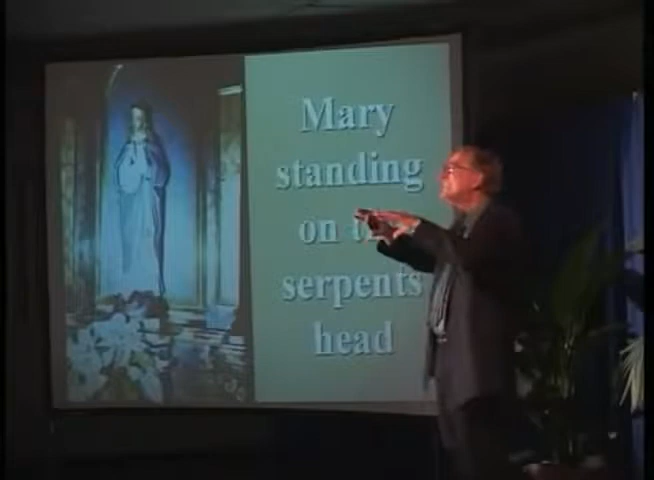 Mary
standing
on
serpents
head